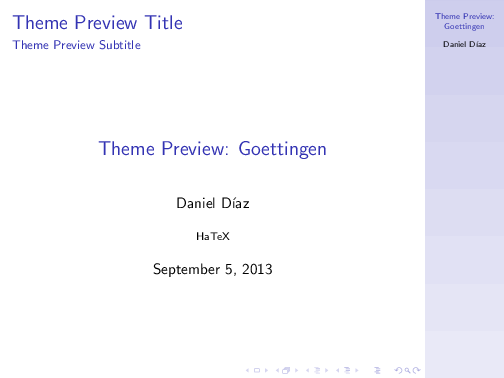 Theme Preview Title
Theme Preview Subtitle
Theme Preview: Goettingen
Daniel Díaz
HaTeX
September 5, 2013
Theme Preview:
Goettingen
Daniel Díaz